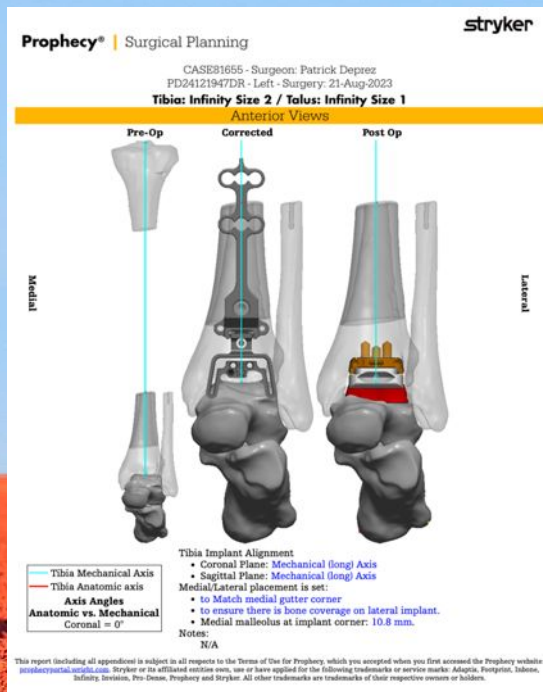 stryker
Prophecy® | Surgical Planning
CASE81655 - Surgeon: Patrick Deprez
PD24121947DR - Left - Surgery: 21-Aug-2023
Tibia: Infinity Size 2 / Talus: Infinity Size 1
Anterior Views
Pre-Op
Corrected
Post Op
Medial
Lateral
Tibia Mechanical Axis
Tibia Anatomic axis
Axis Angles
Anatomic vs. Mechanical
Coronal = 0°
Tibia Implant Alignment
• Coronal Plane: Mechanical (long) Axis
• Sagittal Plane: Mechanical (long) Axis
Medial/Lateral placement is set:
• to Match medial gutter corner
• to ensure there is bone coverage on lateral implant.
• Medial malleolus at implant corner: 10.8 mm.
Notes:
N/A
This report (including all appendices) is subject in all respects to the Terms of Use for Prophecy, which you accepted when you first accessed the Prophecy website:
prophecyportal.wright.com. Stryker or its affiliated entities own, use or have applied for the following trademarks or service marks: Adaptis, Footprint, Inbone,
Infinity, Invision, Pro-Dense, Prophecy and Stryker. All other trademarks are trademarks of their respective owners or holders.